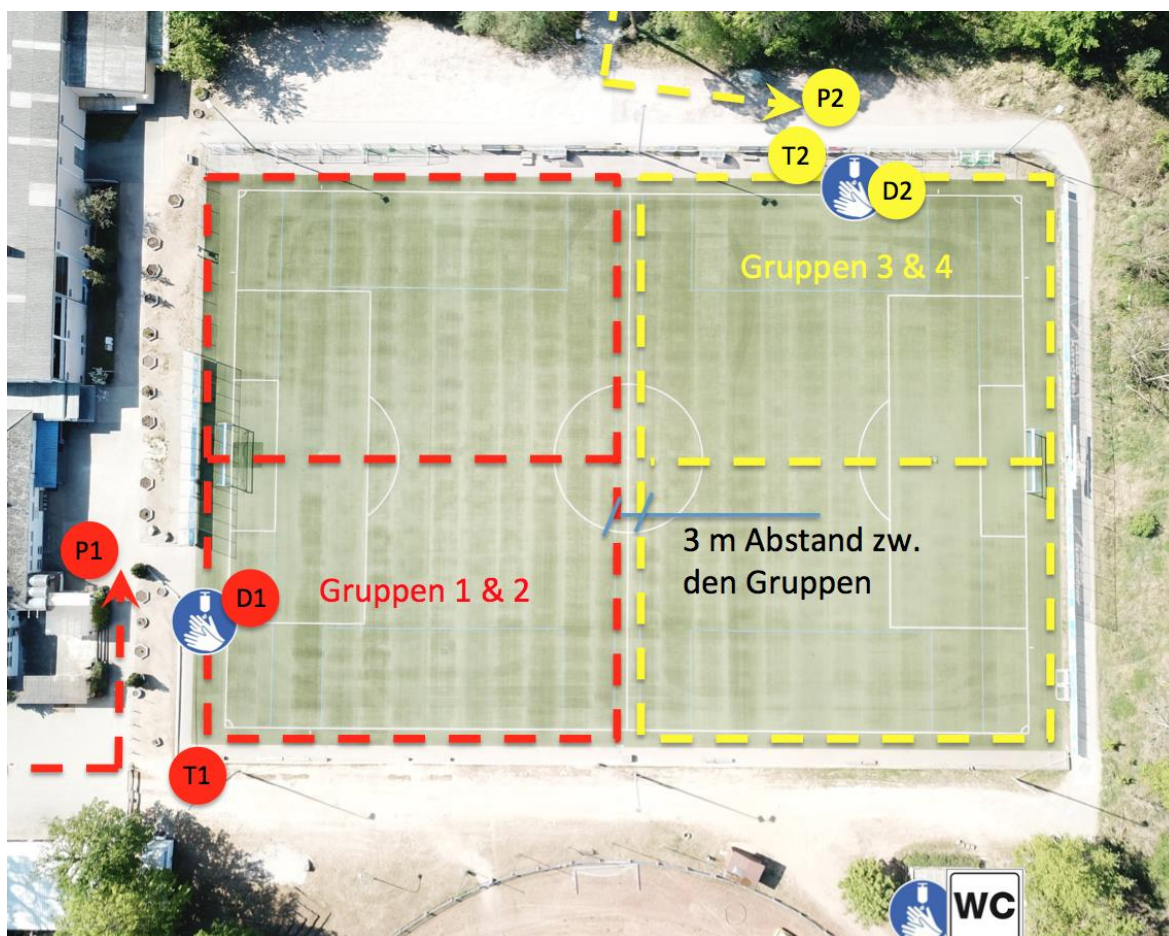 P2
T2
D2
Gruppen 3 & 4
3 m Abstand zw.
den Gruppen
P1
D1
Gruppen 1 & 2
T1
WC